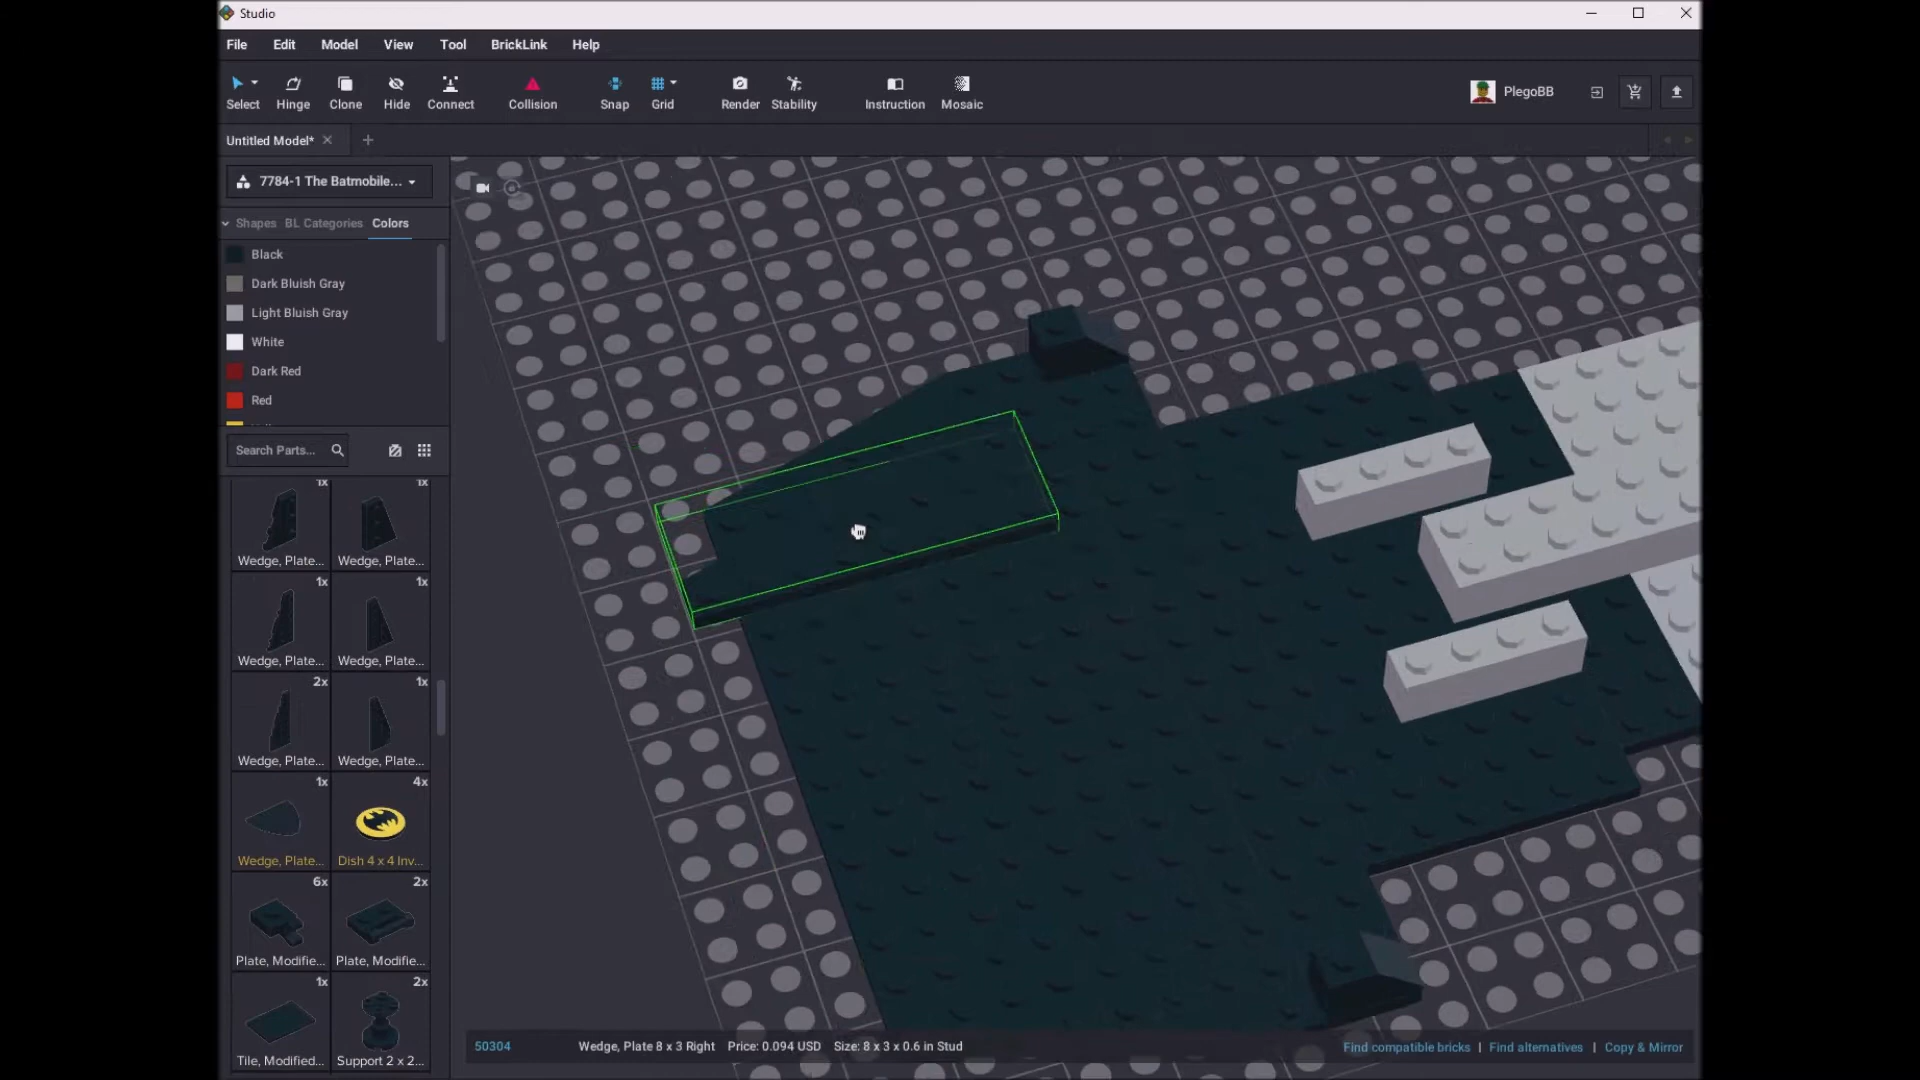 Studio
File Edit Model View Tool BrickLink Help
Select Hinge Clone Hide Connect Collision Snap Grid Render Stability Instruction Mosaic
PlegoBB
Untitled Model*
7784-1 The Batmobile...
Shapes BL Categories Colors
Black
Dark Bluish Gray
Light Bluish Gray
White
Dark Red
Red
Search Parts...
1x 1x
Wedge, Plate... Wedge, Plate...
1x 1x
Wedge, Plate... Wedge, Plate...
2x 1x
Wedge, Plate... Wedge, Plate...
1x 4x
Wedge, Plate... Dish 4 x 4 Inv...
6x 2x
Plate, Modifie... Plate, Modifie...
1x 2x
Tile, Modified... Support 2 x 2...
50304 Wedge, Plate 8 x 3 Right Price: 0.094 USD Size: 8 x 3 x 0.6 in Stud
Find compatible bricks | Find alternatives | Copy & Mirror